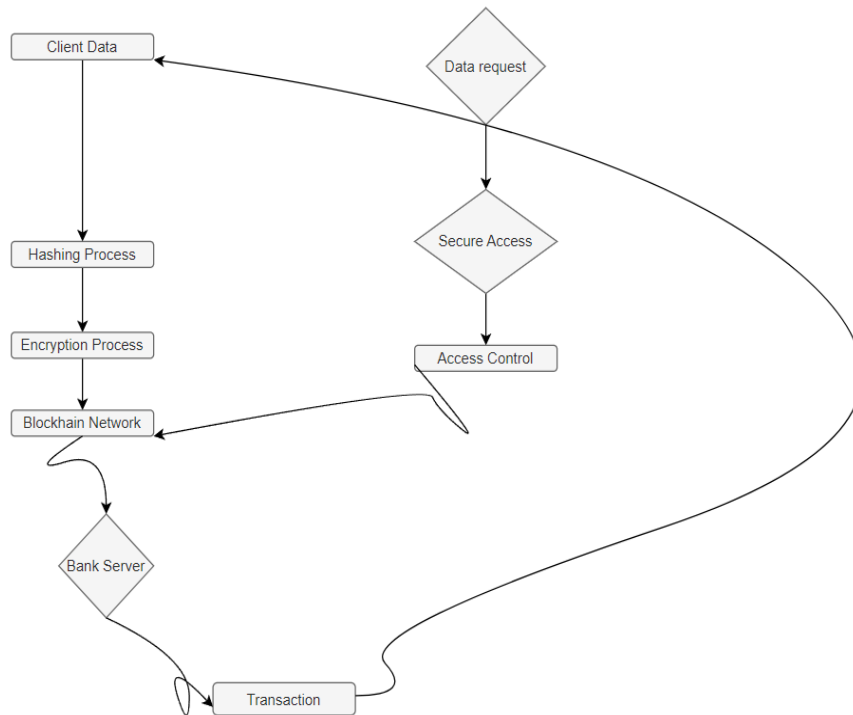 Client Data
Data request
Secure Access
Hashing Process
Encryption Process
Access Control
Blockhain Network
Bank Server
Transaction